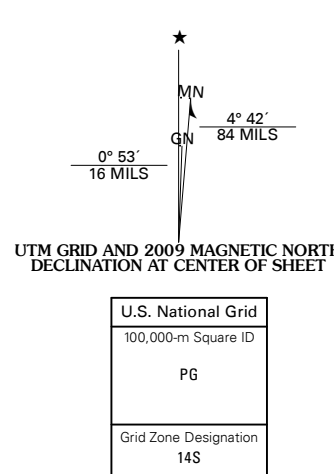 ★
MN
GN
4° 42´
84 MILS
0° 53´
16 MILS
UTM GRID AND 2009 MAGNETIC NORTH
DECLINATION AT CENTER OF SHEET
U.S. National Grid
100,000-m Square ID
PG
Grid Zone Designation
14S